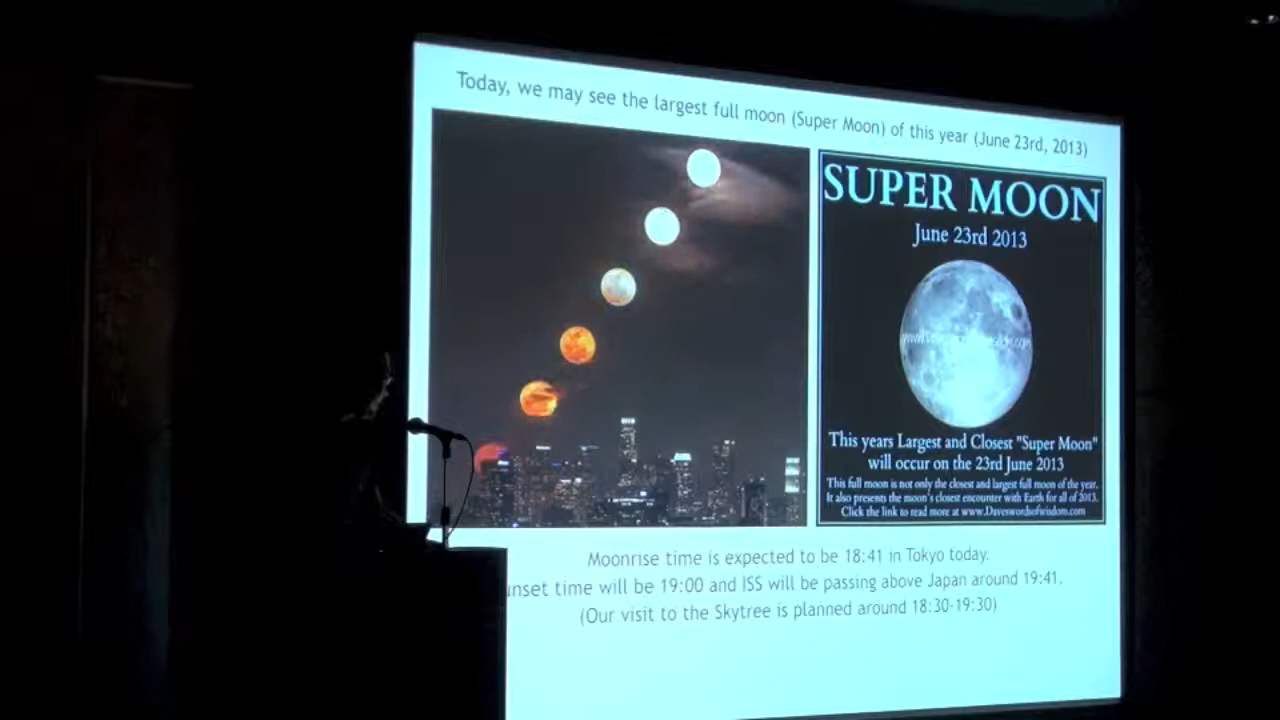 Today, we may see the largest full moon (Super Moon) of this year (June 23rd, 2013)
SUPER MOON
June 23rd 2013
This years Largest and Closest "Super Moon"
will occur on the 23rd June 2013
This full moon is not only the closest and largest full moon of the year.
It also presents the moon's closest encounter with Earth for all of 2013.
Click the link to read more at www.Daveswordsofwisdom.com
Moonrise time is expected to be 18:41 in Tokyo today.
unset time will be 19:00 and ISS will be passing above Japan around 19:41.
(Our visit to the Skytree is planned around 18:30-19:30)